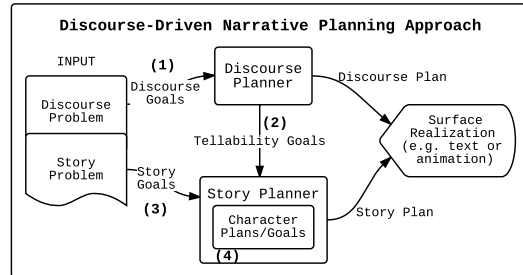 Discourse-Driven Narrative Planning Approach
INPUT
(1)
Discourse
Problem
Discourse
Goals
Discourse
Planner
Discourse Plan
(2)
Tellability Goals
Surface
Realization
(e.g. text or
animation)
Story
Problem
Story
Goals
(3)
Story Planner
Character
Plans/Goals
(4)
Story Plan